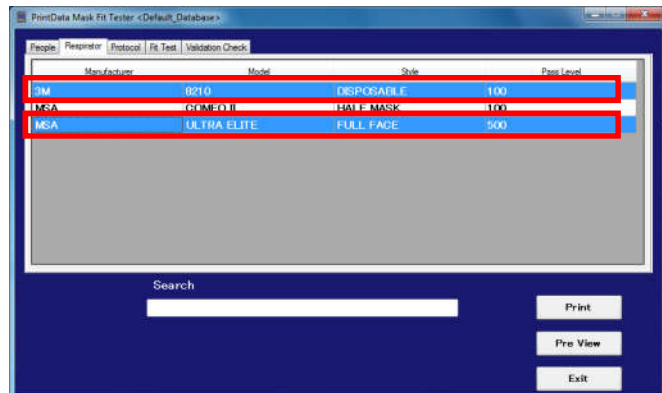 PrintData Mask Fit Tester <Default_Database>
People Respirator Protocol Fit Test Validation Check
Manufacturer Model Style Pass Level
3M 8210 DISPOSABLE 100
MSA COMFO II HALF MASK 100
MSA ULTRA ELITE FULL FACE 500
Search
Print
Pre View
Exit